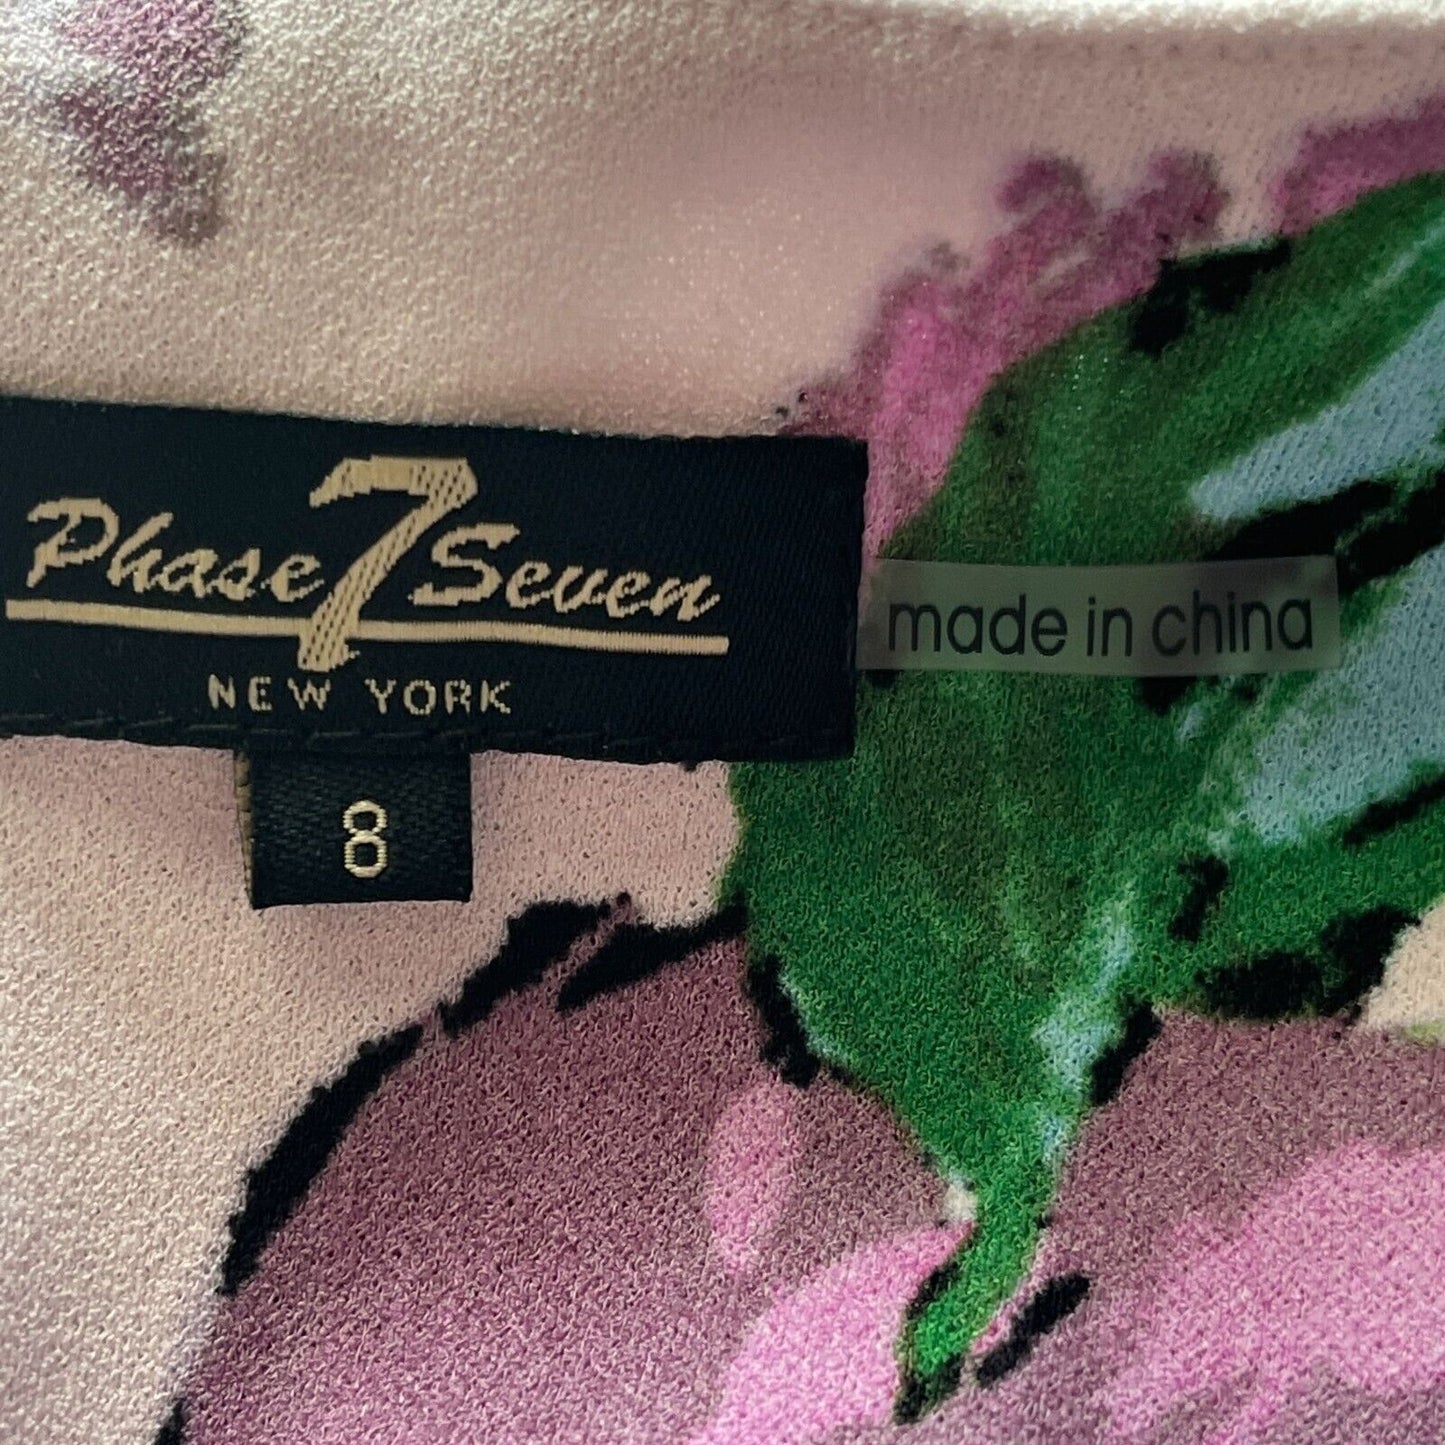 Phase 7 Seven
NEW YORK
made in china
8